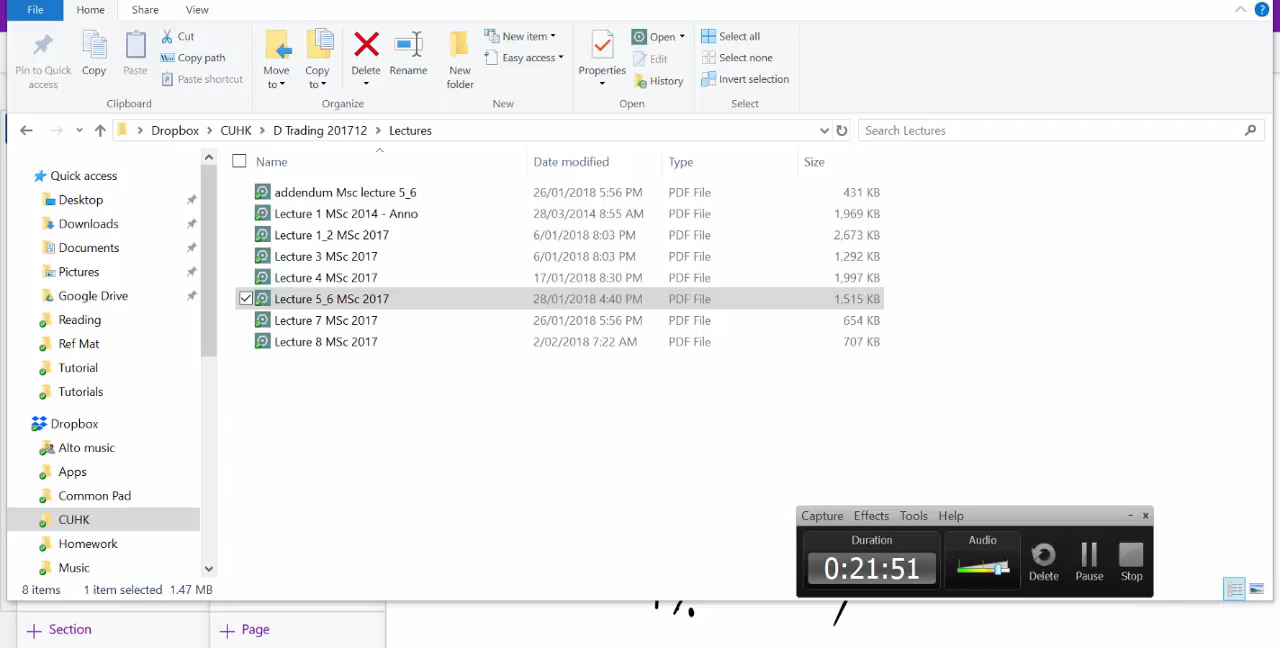 File Home Share View
Pin to Quick access
Copy
Paste
Cut
Copy path
Paste shortcut
Clipboard
Move to
Copy to
Delete
Rename
Organize
New folder
New item
Easy access
New
Properties
Open
Edit
History
Open
Select all
Select none
Invert selection
Select
Dropbox > CUHK > D Trading 201712 > Lectures
Search Lectures
Name Date modified Type Size
addendum Msc lecture 5_6 26/01/2018 5:56 PM PDF File 431 KB
Lecture 1 MSc 2014 - Anno 28/03/2014 8:55 AM PDF File 1,969 KB
Lecture 1_2 MSc 2017 6/01/2018 8:03 PM PDF File 2,673 KB
Lecture 3 MSc 2017 6/01/2018 8:03 PM PDF File 1,292 KB
Lecture 4 MSc 2017 17/01/2018 8:30 PM PDF File 1,997 KB
Lecture 5_6 MSc 2017 28/01/2018 4:40 PM PDF File 1,515 KB
Lecture 7 MSc 2017 26/01/2018 5:56 PM PDF File 654 KB
Lecture 8 MSc 2017 2/02/2018 7:22 AM PDF File 707 KB
Quick access
Desktop
Downloads
Documents
Pictures
Google Drive
Reading
Ref Mat
Tutorial
Tutorials
Dropbox
Alto music
Apps
Common Pad
CUHK
Homework
Music
8 items 1 item selected 1.47 MB
Capture Effects Tools Help
Duration
0:21:51
Audio
Delete
Pause
Stop
+ Section
+ Page